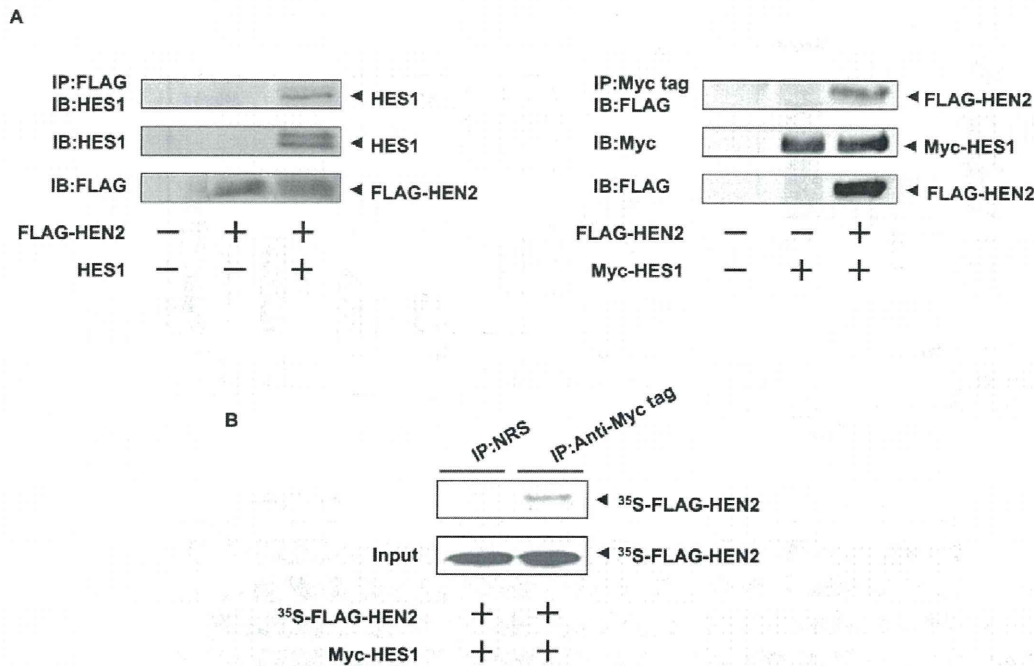 A
IP:FLAG
IB:HES1
HES1
IB:HES1
HES1
IB:FLAG
FLAG-HEN2
FLAG-HEN2 — + +
HES1 — — +
IP:Myc tag
IB:FLAG
FLAG-HEN2
IB:Myc
Myc-HES1
IB:FLAG
FLAG-HEN2
FLAG-HEN2 — — +
Myc-HES1 — + +
B
IP:NRS
IP:Anti-Myc tag
³⁵S-FLAG-HEN2
Input
³⁵S-FLAG-HEN2
³⁵S-FLAG-HEN2 + +
Myc-HES1 + +